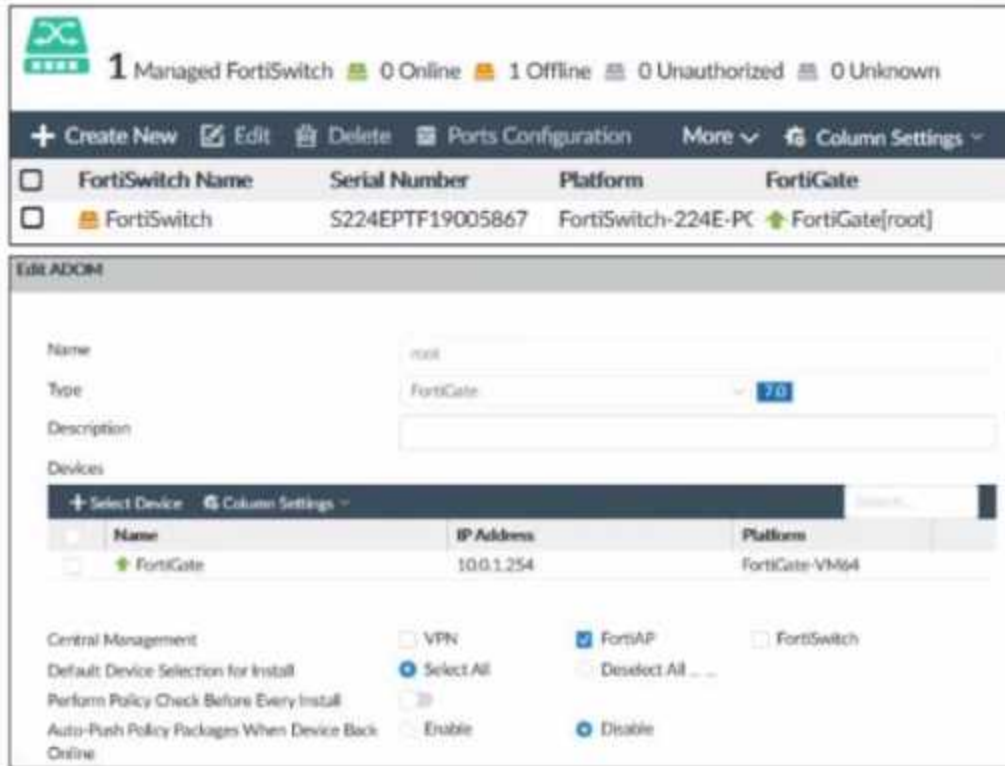 1 Managed FortiSwitch 0 Online 1 Offline 0 Unauthorized 0 Unknown
+ Create New Edit Delete Ports Configuration More Column Settings
FortiSwitch Name Serial Number Platform FortiGate
FortiSwitch S224EPTF19005867 FortiSwitch-224E-PC FortiGate[root]
Edit ADOM
Name root
Type FortiGate 7.0
Description
Devices
+ Select Device Column Settings Search...
Name IP Address Platform
FortiGate 10.0.1.254 FortiGate-VM64
Central Management VPN FortiAP FortiSwitch
Default Device Selection for Install Select All Deselect All ... ...
Perform Policy Check Before Every Install
Auto-Push Policy Packages When Device Back Enable Disable
Online